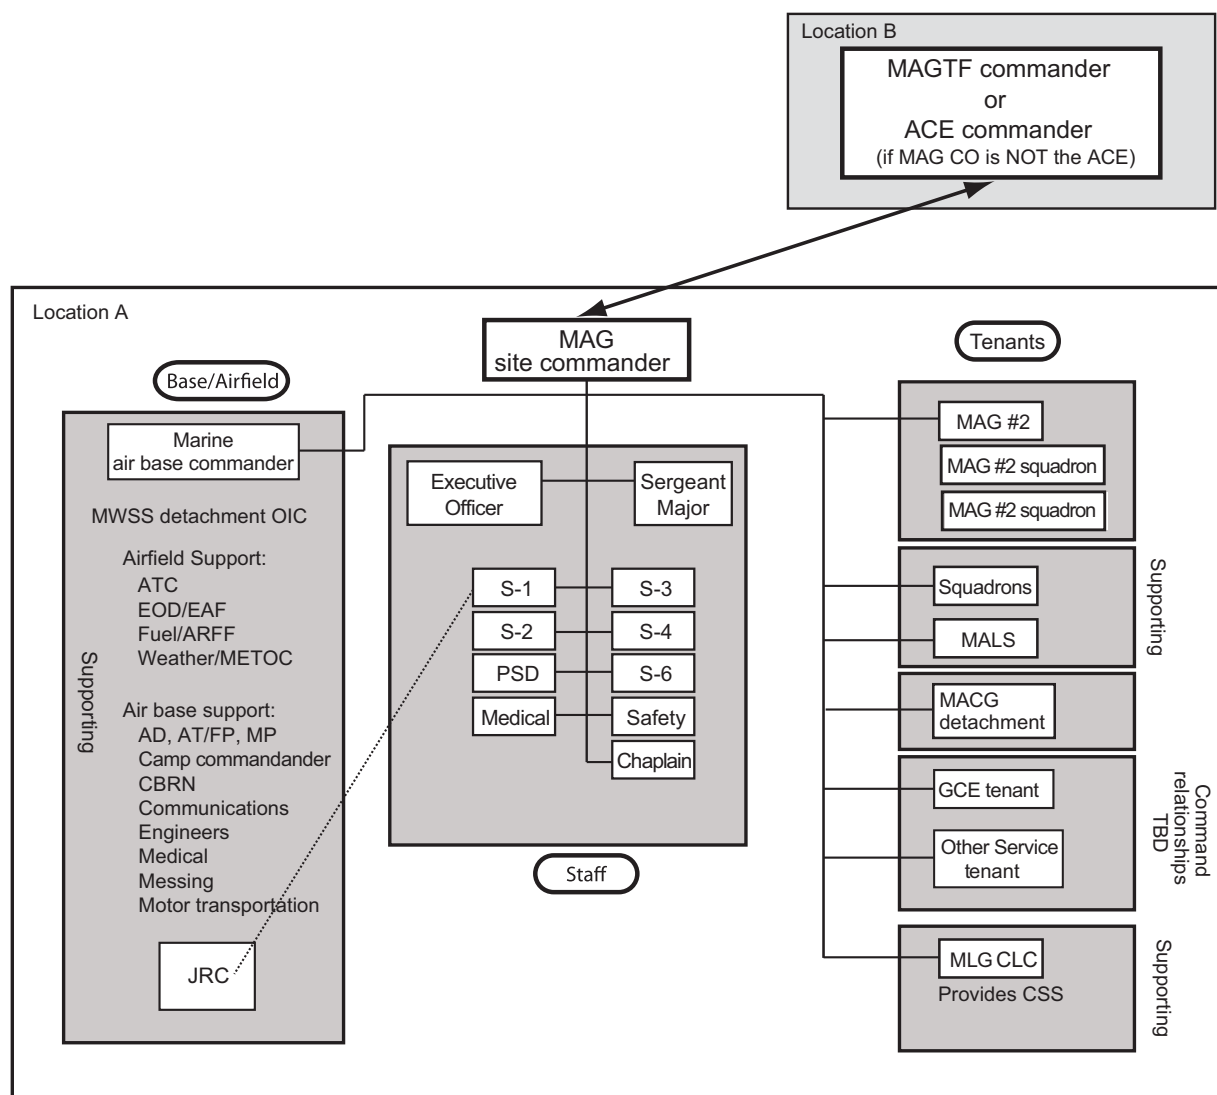 Location B
MAGTF commander
or
ACE commander
(if MAG CO is NOT the ACE)
Location A
MAG
site commander
Base/Airfield
Marine
air base commander
MWSS detachment OIC
Airfield Support:
ATC
EOD/EAF
Fuel/ARFF
Weather/METOC
Air base support:
AD, AT/FP, MP
Camp commandander
CBRN
Communications
Engineers
Medical
Messing
Motor transportation
JRC
Supporting
Executive
Officer
Sergeant
Major
S-1
S-3
S-2
S-4
PSD
S-6
Medical
Safety
Chaplain
Staff
Tenants
MAG #2
MAG #2 squadron
MAG #2 squadron
Squadrons
MALS
Supporting
MACG
detachment
GCE tenant
Other Service
tenant
Command
relationships
TBD
MLG CLC
Provides CSS
Supporting